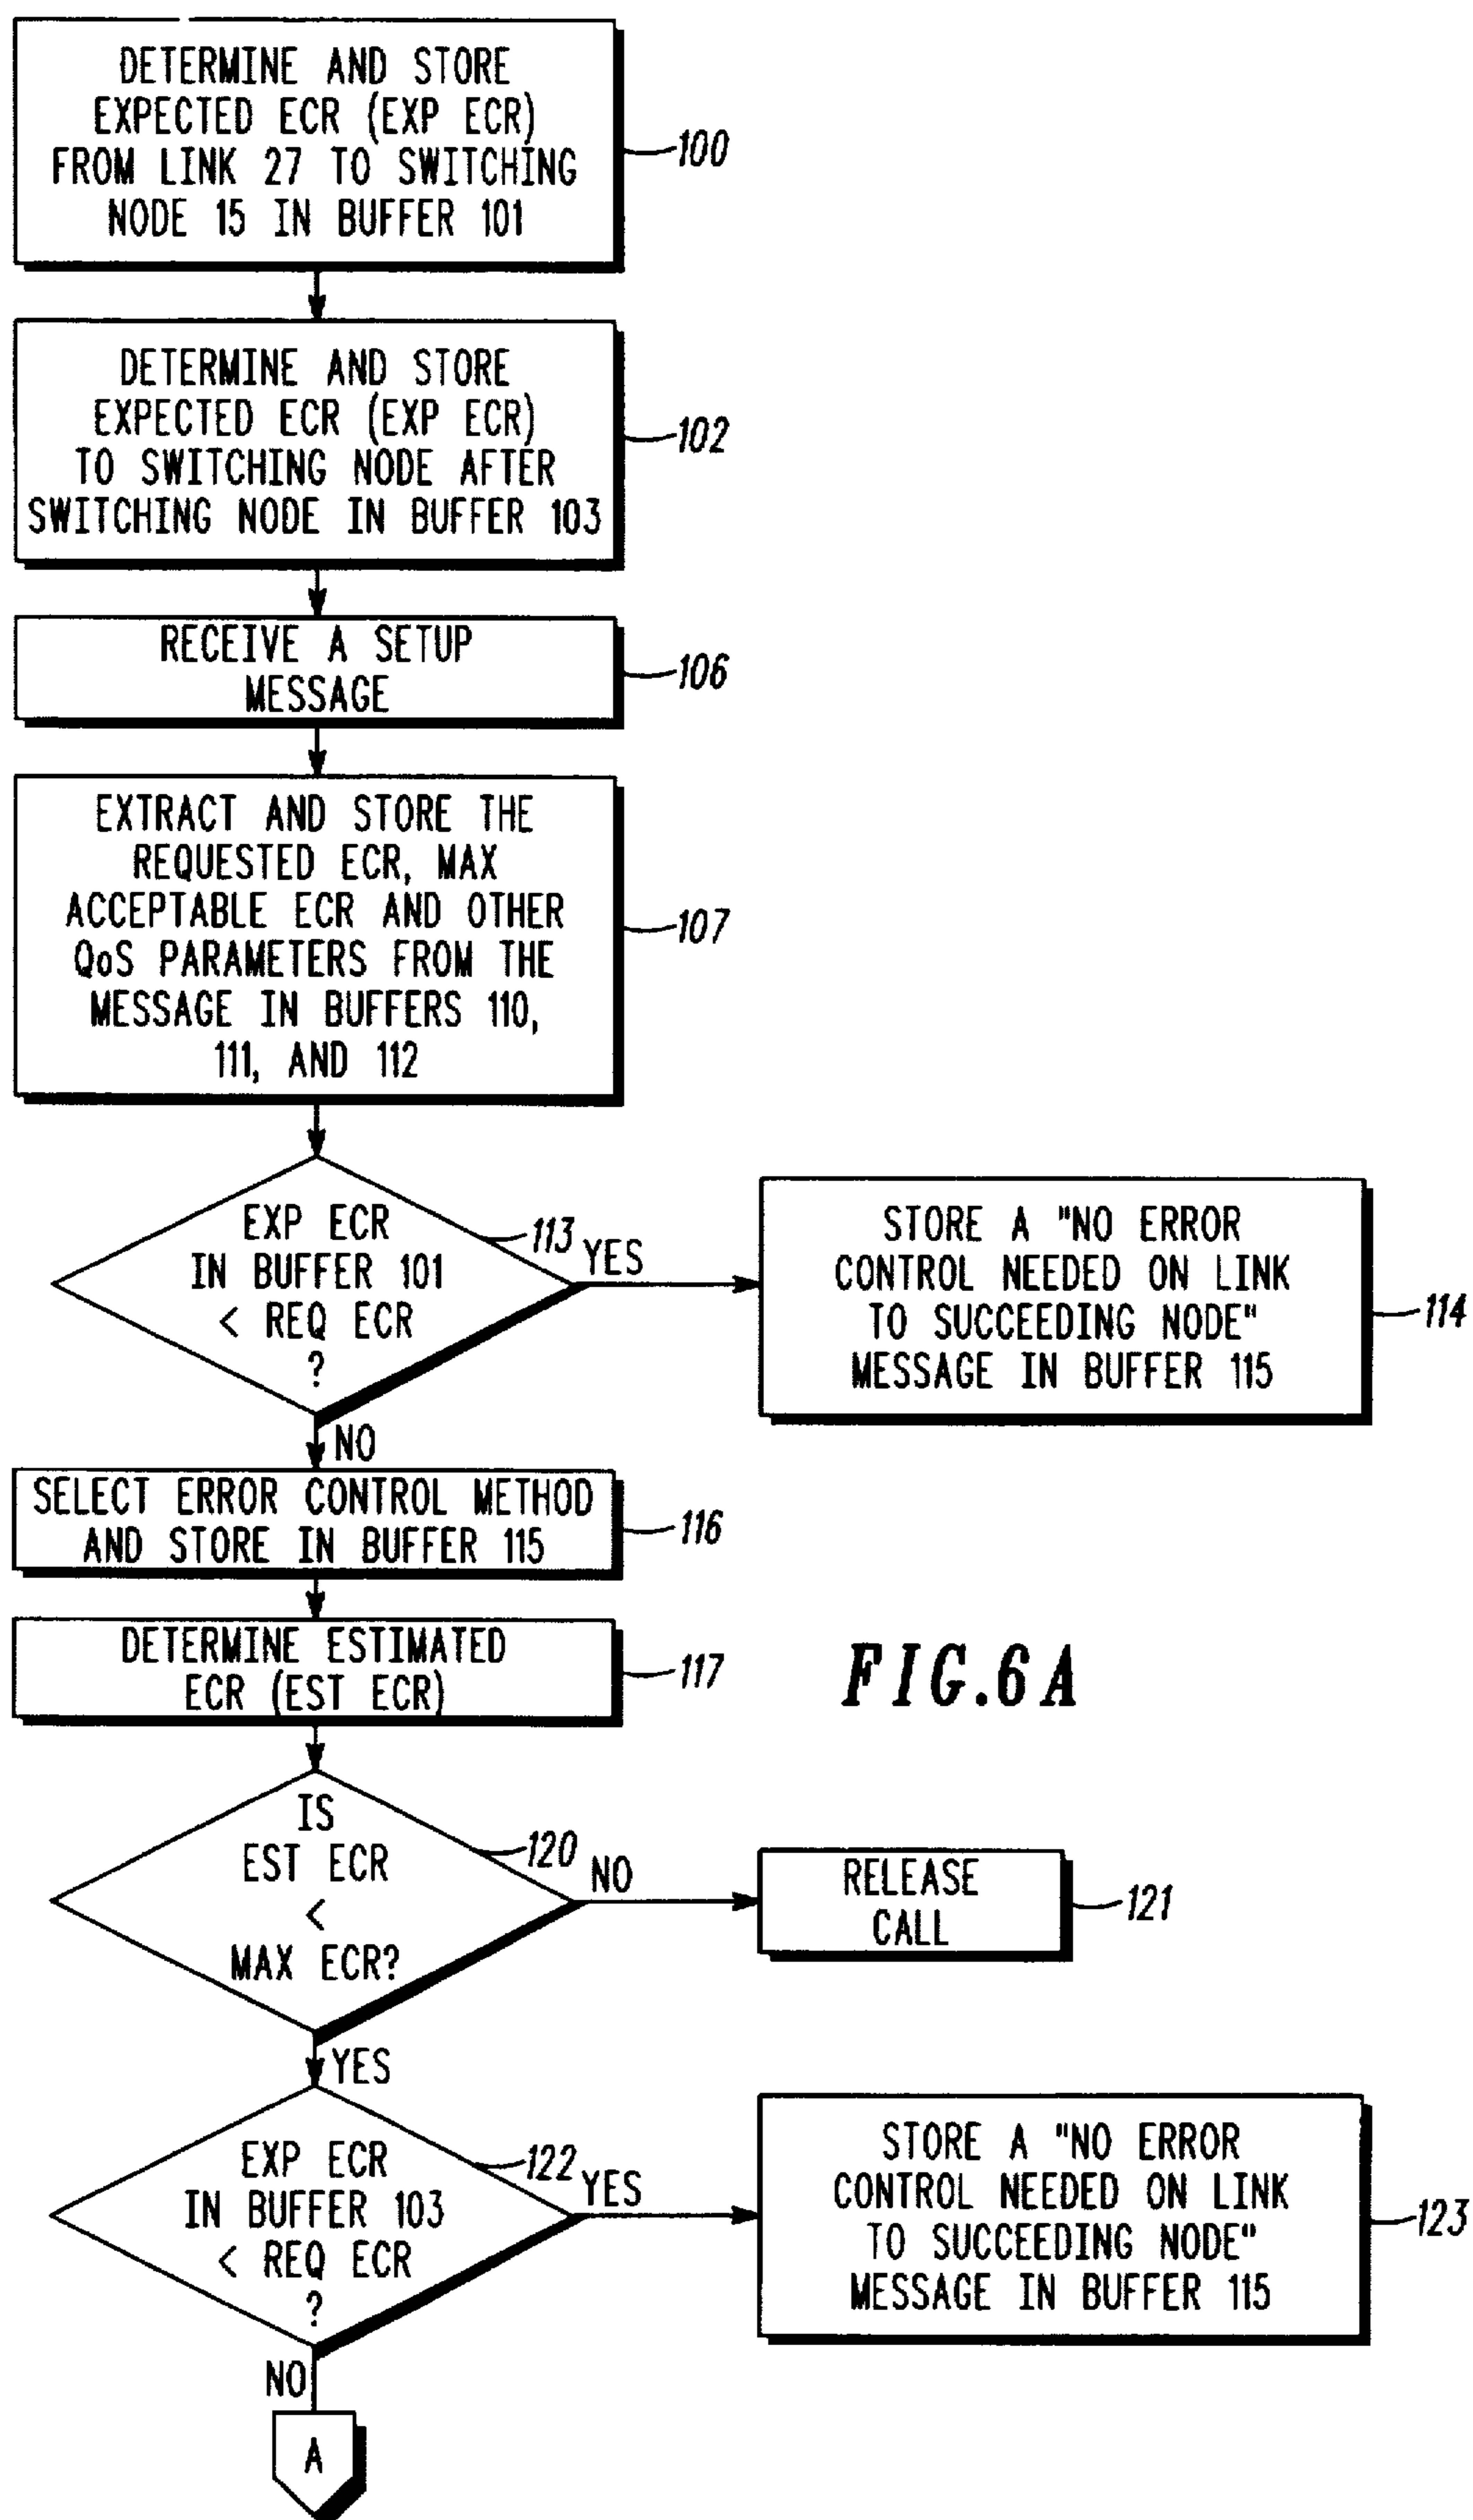 DETERMINE AND STORE
EXPECTED ECR (EXP ECR)
FROM LINK 27 TO SWITCHING
NODE 15 IN BUFFER 101
100
DETERMINE AND STORE
EXPECTED ECR (EXP ECR)
TO SWITCHING NODE AFTER
SWITCHING NODE IN BUFFER 103
102
RECEIVE A SETUP
MESSAGE
106
EXTRACT AND STORE THE
REQUESTED ECR, MAX
ACCEPTABLE ECR AND OTHER
QoS PARAMETERS FROM THE
MESSAGE IN BUFFERS 110,
111, AND 112
107
EXP ECR
IN BUFFER 101
< REQ ECR
?
113
YES
STORE A "NO ERROR
CONTROL NEEDED ON LINK
TO SUCCEEDING NODE"
MESSAGE IN BUFFER 115
114
NO
SELECT ERROR CONTROL METHOD
AND STORE IN BUFFER 115
116
DETERMINE ESTIMATED
ECR (EST ECR)
117
FIG.6A
IS
EST ECR
<
MAX ECR?
120
NO
RELEASE
CALL
121
YES
EXP ECR
IN BUFFER 103
< REQ ECR
?
122
YES
STORE A "NO ERROR
CONTROL NEEDED ON LINK
TO SUCCEEDING NODE"
MESSAGE IN BUFFER 115
123
NO
A